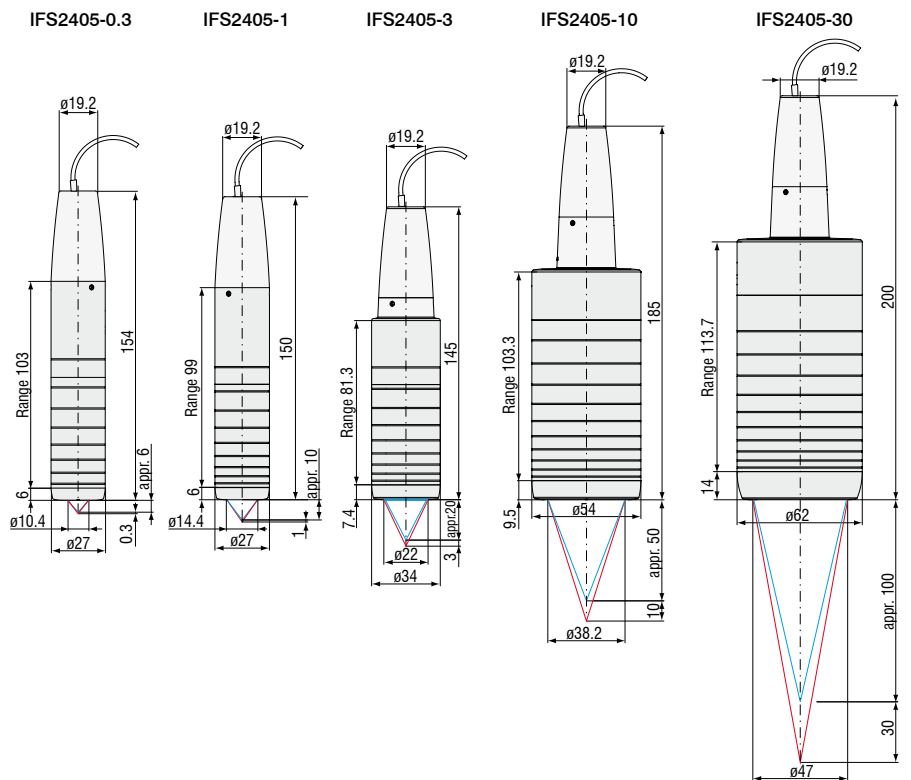 IFS2405-0.3
IFS2405-1
IFS2405-3
IFS2405-10
IFS2405-30
ø19.2
154
Range 103
6
appr. 6
0.3
ø10.4
ø27
ø19.2
150
Range 99
6
appr. 10
1
ø14.4
ø27
ø19.2
145
Range 81.3
7.4
appr.20
3
ø22
ø34
ø19.2
185
Range 103.3
9.5
ø54
appr. 50
10
ø38.2
ø19.2
200
Range 113.7
14
ø62
appr. 100
30
ø47